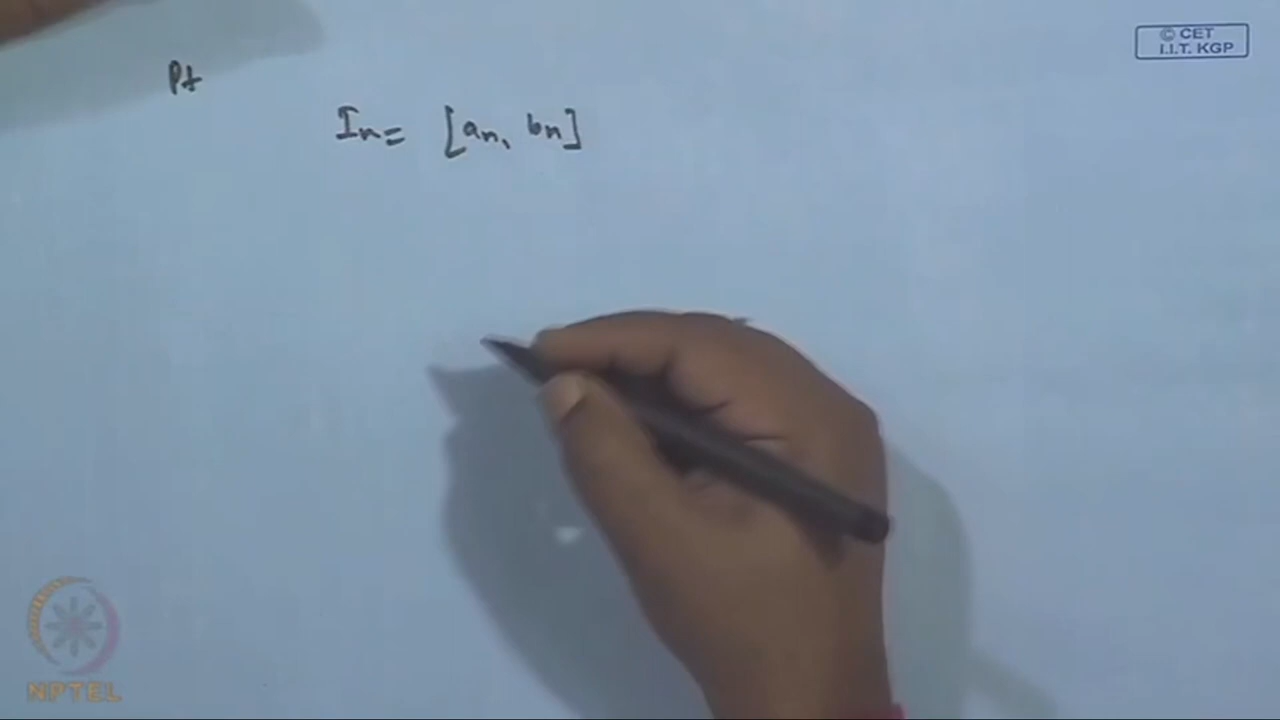 © CET
I.I.T. KGP
Pf
In = [an, bn]
NPTEL